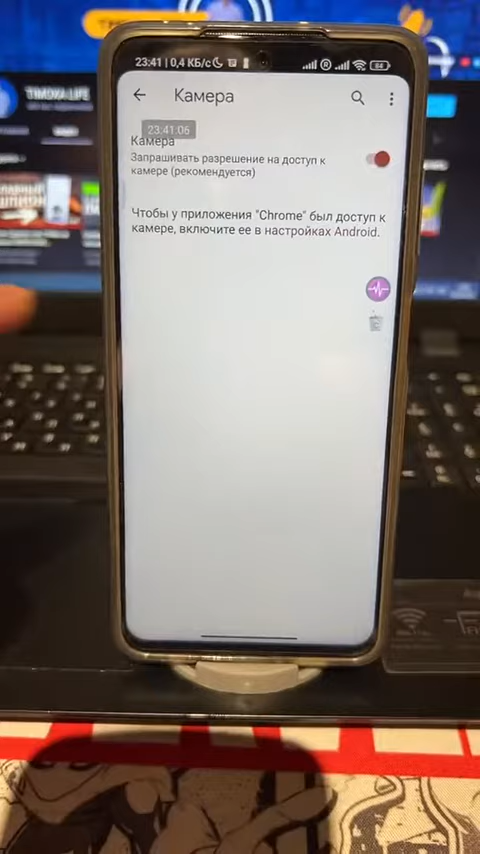 TIMOXA LIFE
23:41 | 0,4 КБ/с
84
Камера
23.41.06
Камера
Запрашивать разрешение на доступ к
камере (рекомендуется)
Чтобы у приложения "Chrome" был доступ к
камере, включите ее в настройках Android.